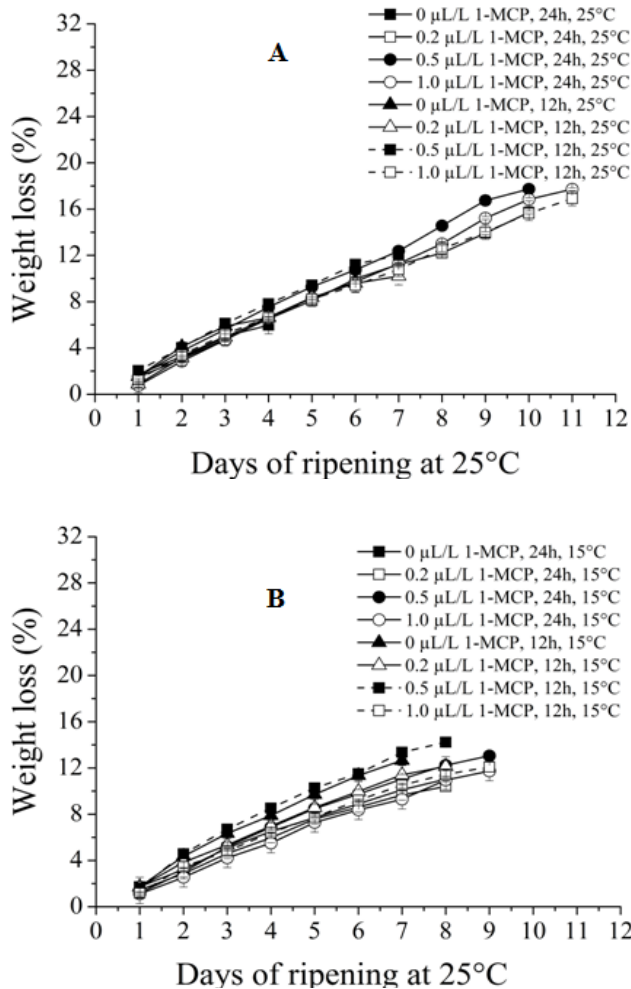 0 µL/L 1-MCP, 24h, 25°C
0.2 µL/L 1-MCP, 24h, 25°C
0.5 µL/L 1-MCP, 24h, 25°C
1.0 µL/L 1-MCP, 24h, 25°C
0 µL/L 1-MCP, 12h, 25°C
0.2 µL/L 1-MCP, 12h, 25°C
0.5 µL/L 1-MCP, 12h, 25°C
1.0 µL/L 1-MCP, 12h, 25°C
A
Weight loss (%)
32
28
24
20
16
12
8
4
0
0 1 2 3 4 5 6 7 8 9 10 11 12
Days of ripening at 25°C
0 µL/L 1-MCP, 24h, 15°C
0.2 µL/L 1-MCP, 24h, 15°C
0.5 µL/L 1-MCP, 24h, 15°C
1.0 µL/L 1-MCP, 24h, 15°C
0 µL/L 1-MCP, 12h, 15°C
0.2 µL/L 1-MCP, 12h, 15°C
0.5 µL/L 1-MCP, 12h, 15°C
1.0 µL/L 1-MCP, 12h, 15°C
B
Weight loss (%)
32
28
24
20
16
12
8
4
0
0 1 2 3 4 5 6 7 8 9 10 11 12
Days of ripening at 25°C